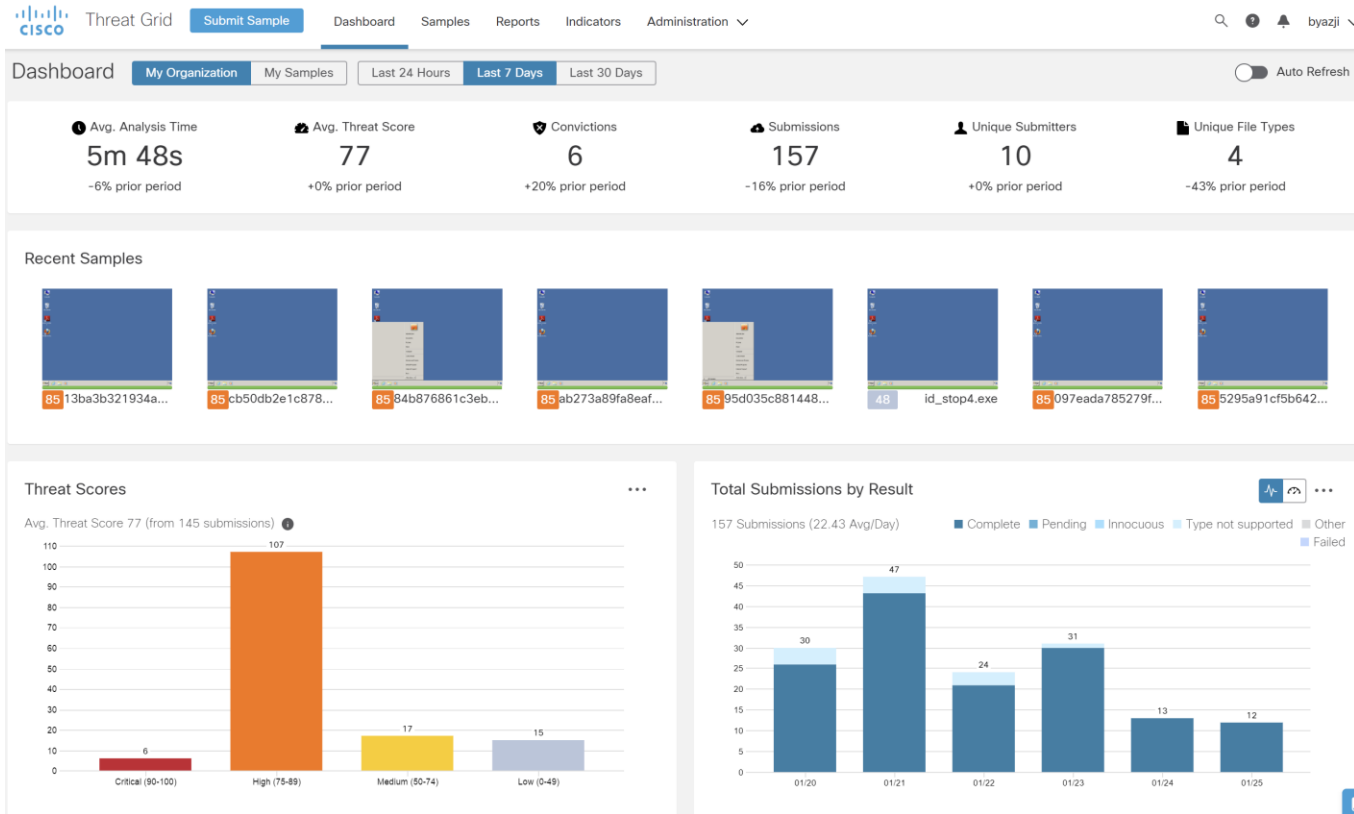 cisco Threat Grid Submit Sample Dashboard Samples Reports Indicators Administration byazji
Dashboard My Organization My Samples Last 24 Hours Last 7 Days Last 30 Days Auto Refresh
Avg. Analysis Time Avg. Threat Score Convictions Submissions Unique Submitters Unique File Types
5m 48s 77 6 157 10 4
-6% prior period +0% prior period +20% prior period -16% prior period +0% prior period -43% prior period
Recent Samples
85 13ba3b321934a... 85 cb50db2e1c878... 85 84b876861c3eb... 85 ab273a89fa8eaf... 85 95d035c881448... 48 id_stop4.exe 85 097eada785279f... 85 5295a91cf5b642...
Threat Scores
Avg. Threat Score 77 (from 145 submissions)
110
100
90
80
70
60
50
40
30
20
10
0
6 107 17 15
Critical (90-100) High (75-89) Medium (50-74) Low (0-49)
Total Submissions by Result
157 Submissions (22.43 Avg/Day) Complete Pending Innocuous Type not supported Other
Failed
50
45
40
35
30
25
20
15
10
5
0
30 47 24 31 13 12
01/20 01/21 01/22 01/23 01/24 01/25